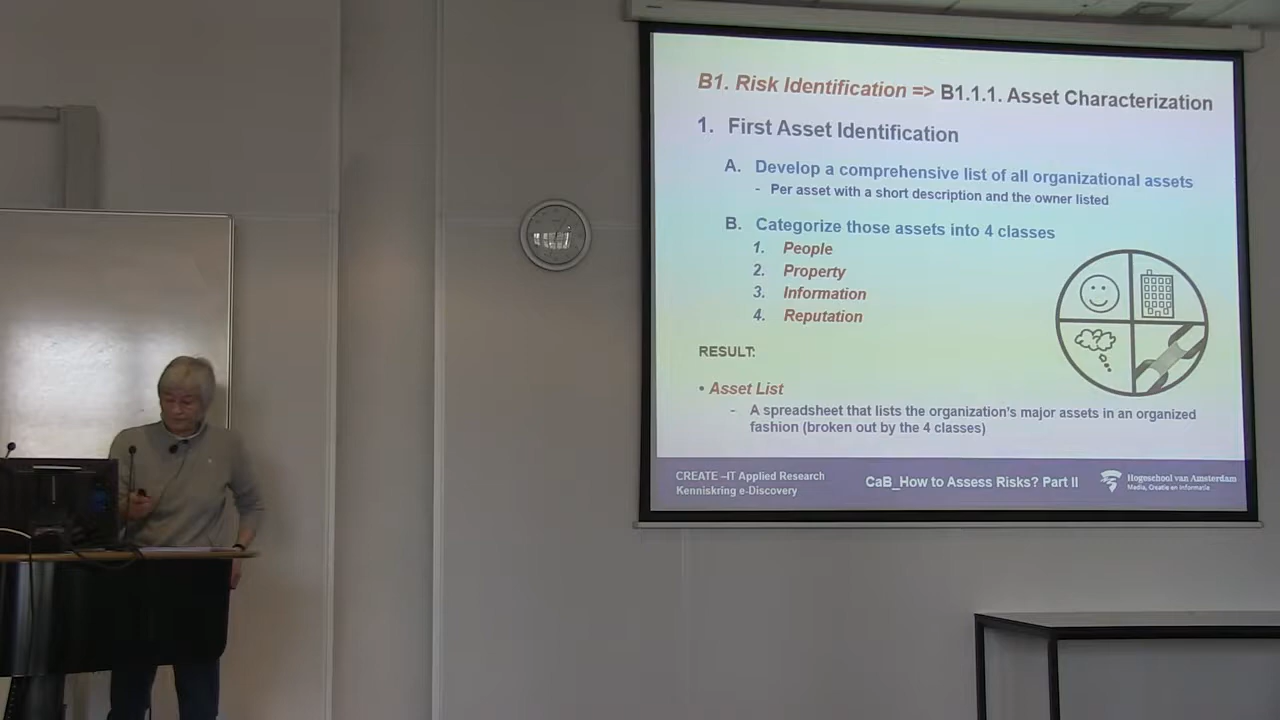 B1. Risk Identification => B1.1.1. Asset Characterization
1. First Asset Identification
A. Develop a comprehensive list of all organizational assets
- Per asset with a short description and the owner listed
B. Categorize those assets into 4 classes
1. People
2. Property
3. Information
4. Reputation
RESULT:
• Asset List
- A spreadsheet that lists the organization's major assets in an organized
fashion (broken out by the 4 classes)
CREATE –IT Applied Research
Kenniskring e-Discovery
CaB_How to Assess Risks? Part II
Hogeschool van Amsterdam
Media, Creatie en Informatie